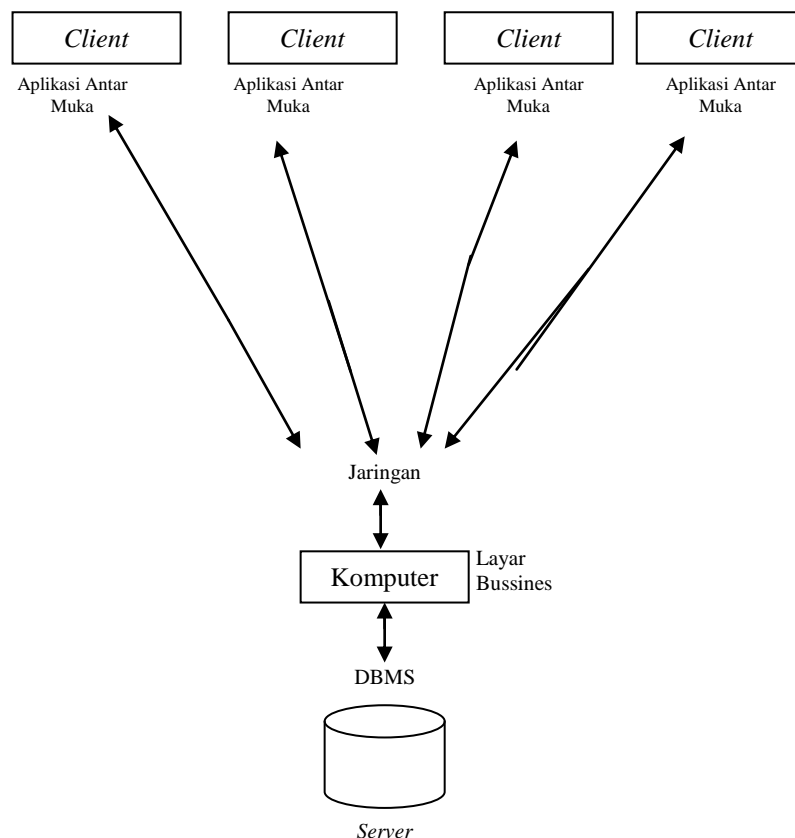 Client
Client
Client
Client
Aplikasi Antar
Muka
Aplikasi Antar
Muka
Aplikasi Antar
Muka
Aplikasi Antar
Muka
Jaringan
Komputer
Layar
Bussines
DBMS
Server